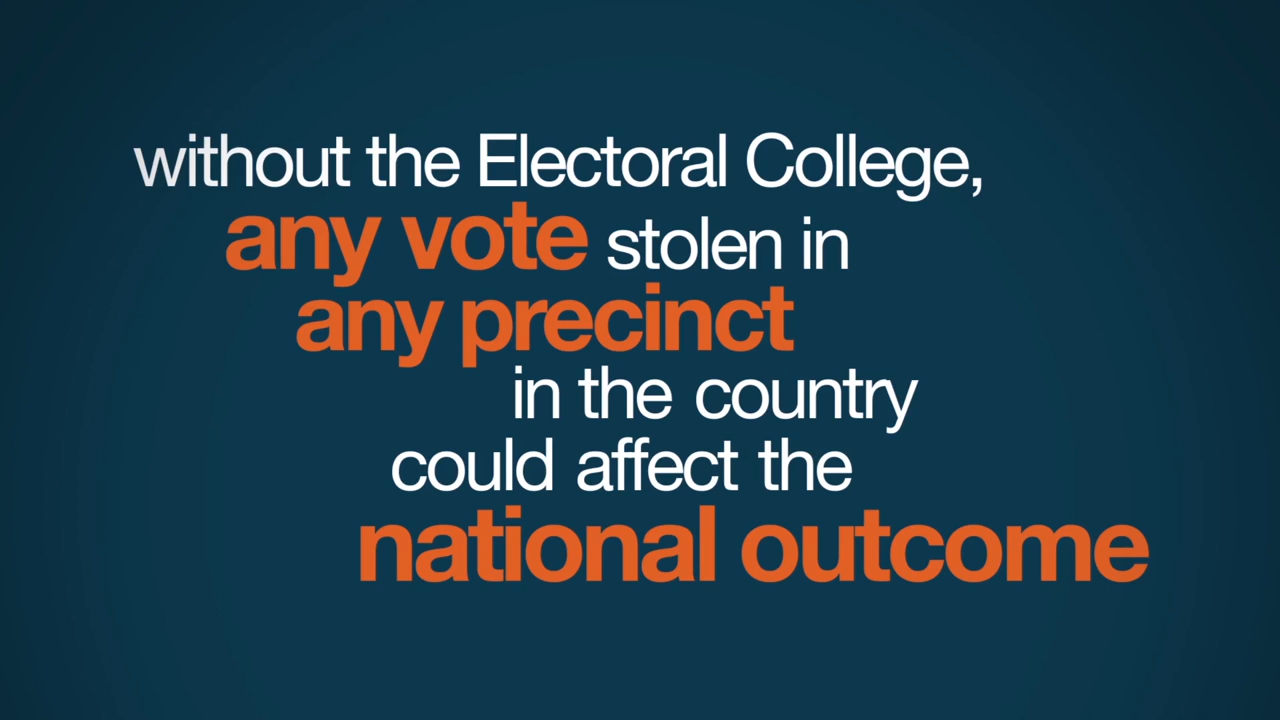 without the Electoral College,
any vote stolen in
any precinct
in the country
could affect the
national outcome